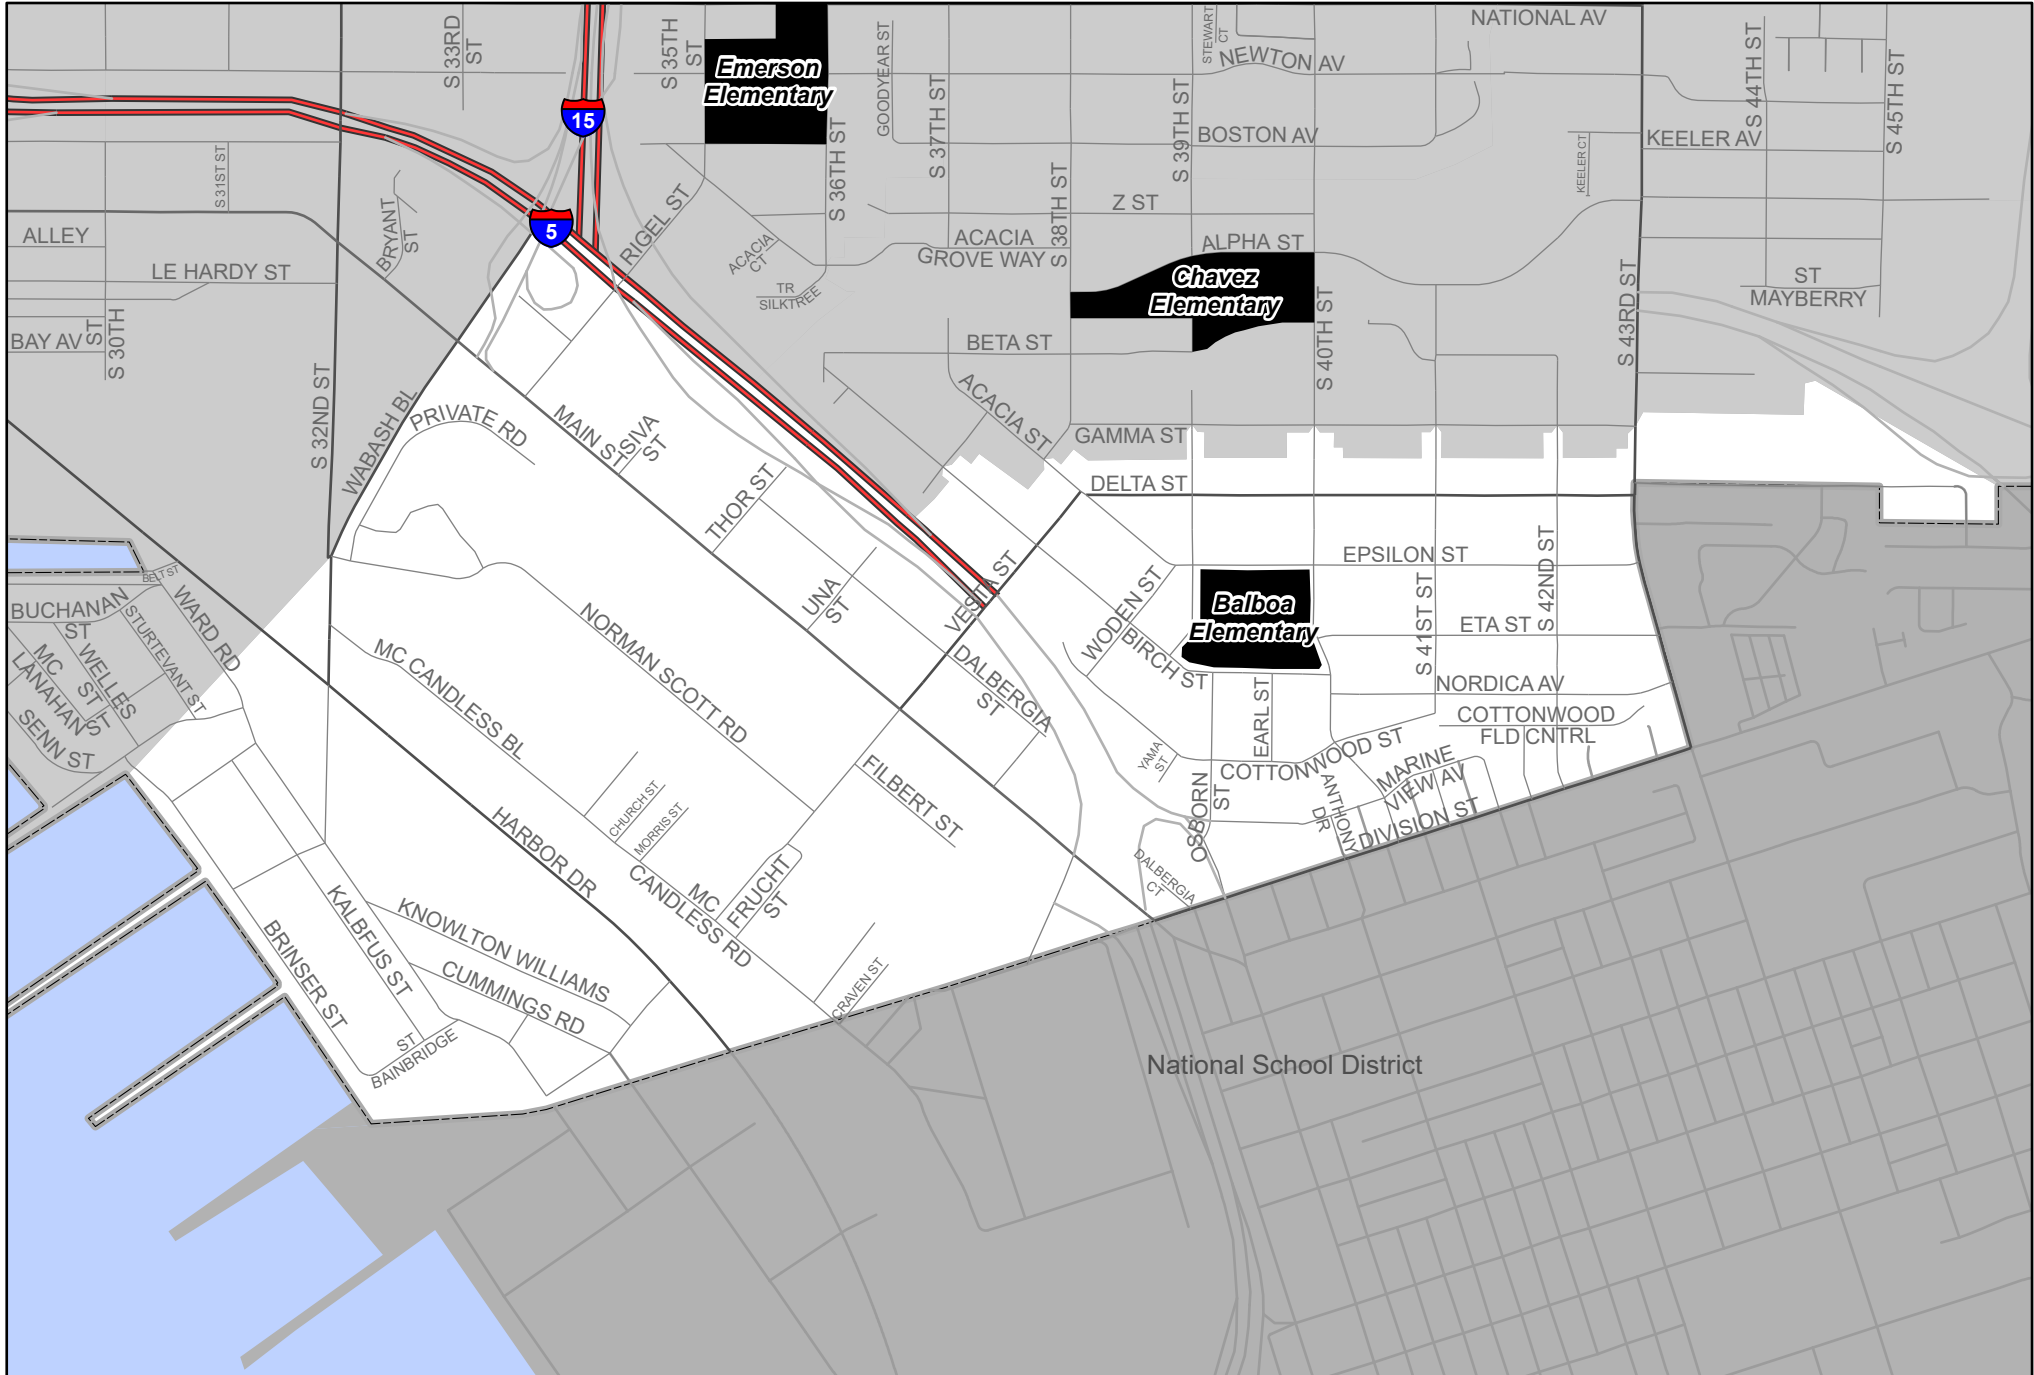 NATIONAL AV
S 33RD
ST
S 35TH
ST
Emerson
Elementary
GOODYEAR ST
S 37TH ST
STEWART
CT
NEWTON AV
S 39TH ST
S 44TH ST
S 45TH ST
15
BOSTON AV
KEELER AV
KEELER CT
S 31ST ST
S 36TH ST
S 38TH ST
Z ST
BRYANT
ST
5
RIGEL ST
ALLEY
LE HARDY ST
ACACIA
CT
ACACIA
GROVE WAY
ALPHA ST
TR
SILKTREE
Chavez
Elementary
S 40TH ST
S 43RD ST
ST
MAYBERRY
BAY AV
ST
S 30TH
BETA ST
S 32ND ST
WABASH BL
PRIVATE RD
MAIN ST
SIVA
ST
ACACIA ST
GAMMA ST
DELTA ST
THOR ST
UNA
ST
VESTA ST
EPSILON ST
S 42ND ST
S 41ST ST
BELT ST
BUCHANAN
ST
WARD RD
STURTEVANT ST
WELLES
ST
MC
LANAHAN
ST
SENN ST
NORMAN SCOTT RD
MC CANDLESS BL
WODEN ST
BIRCH ST
Balboa
Elementary
ETA ST
DALBERGIA
ST
NORDICA AV
EARL ST
COTTONWOOD
FLD CNTRL
YAMA
ST
COTTONWOOD ST
OSBORN
ST
ANTHONY
DR
MARINE
VIEW AV
DIVISION ST
FILBERT ST
CHURCH ST
MORRIS ST
HARBOR DR
DALBERGIA
CT
MC
CANDLESS RD
FRUCHT
ST
KALBFUS ST
KNOWLTON WILLIAMS
CUMMINGS RD
BRINSER ST
CRAVEN ST
ST
BAINBRIDGE
National School District